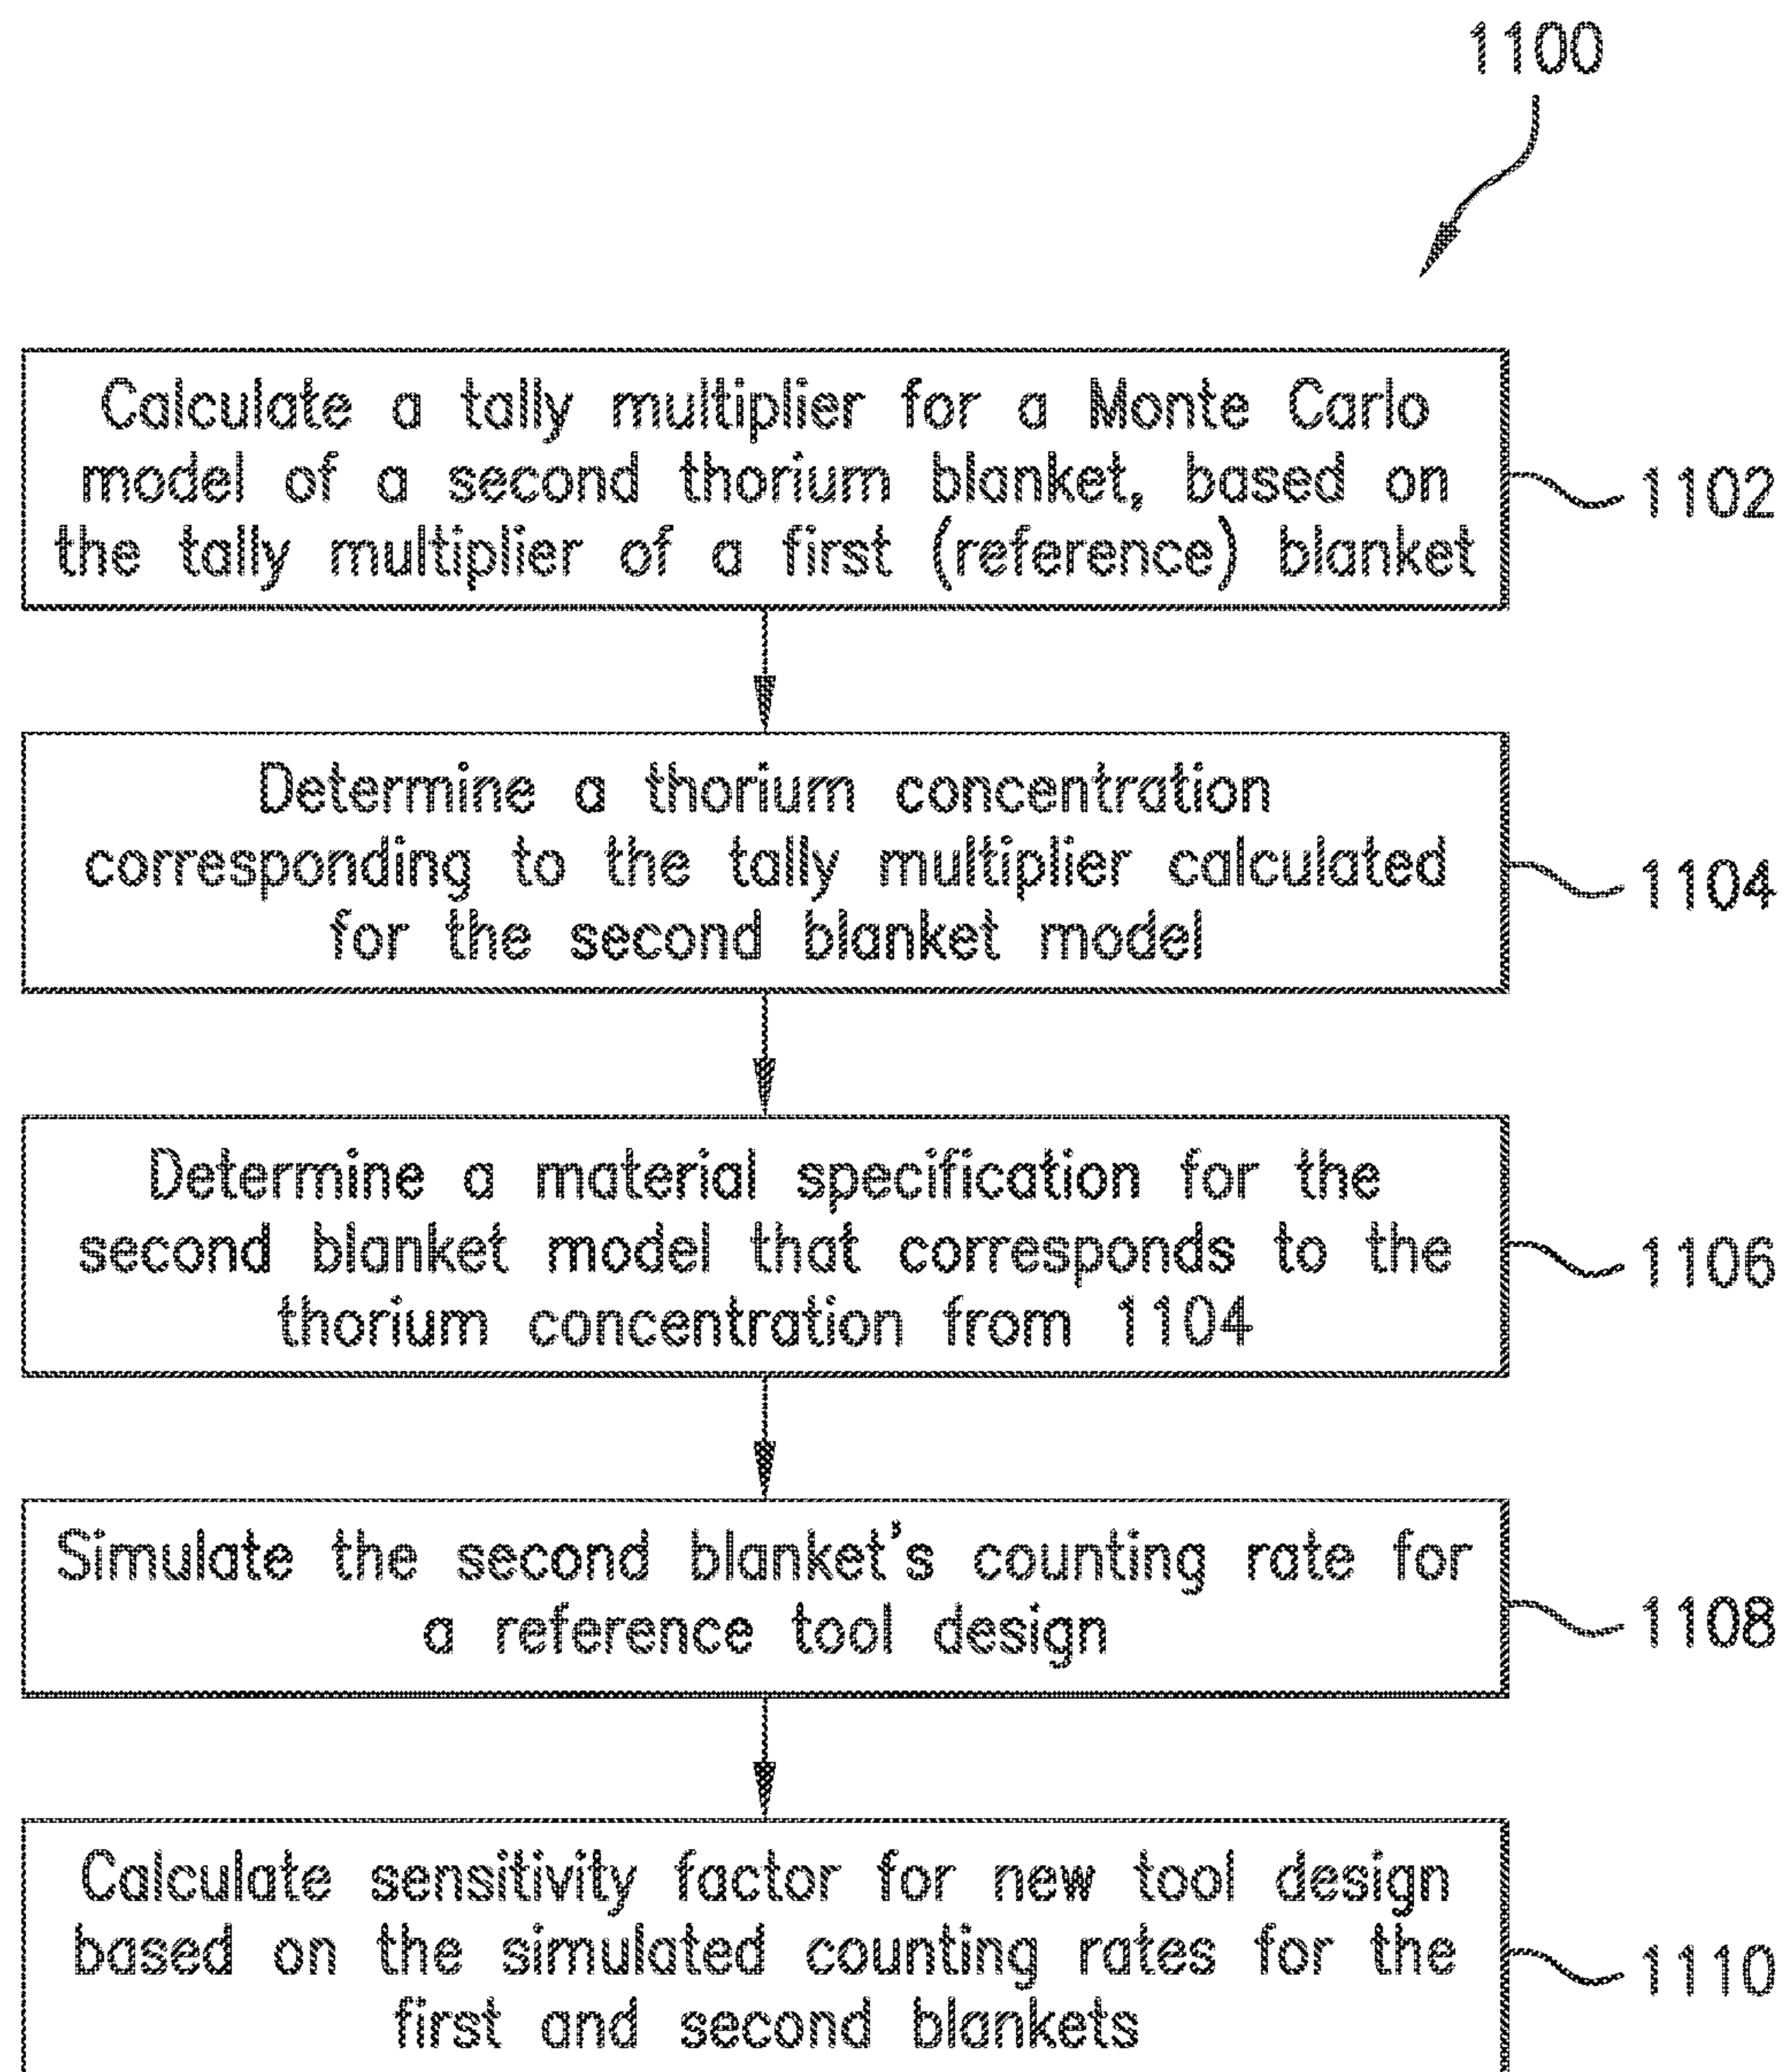 1100
Calculate a tally multiplier for a Monte Carlo
model of a second thorium blanket, based on
the tally multiplier of a first (reference) blanket
1102
Determine a thorium concentration
corresponding to the tally multiplier calculated
for the second blanket model
1104
Determine a material specification for the
second blanket model that corresponds to the
thorium concentration from 1104
1106
Simulate the second blanket's counting rate for
a reference tool design
1108
Calculate sensitivity factor for new tool design
based on the simulated counting rates for the
first and second blankets
1110